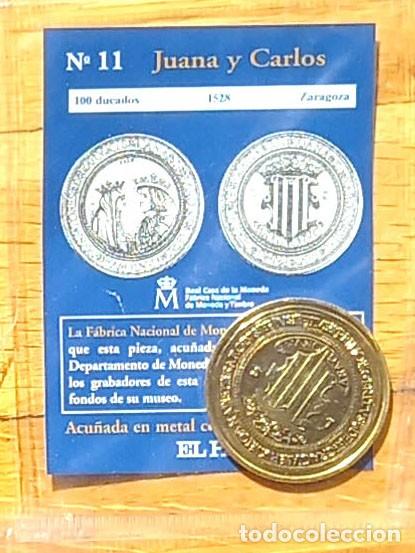 Nº 11 Juana y Carlos
100 ducados 1528 Zaragoza
Real Casa de la Moneda
Fábrica Nacional
de Moneda y Timbre
La Fábrica Nacional de Mon
que esta pieza, acuñad
Departamento de Moned
los grabadores de esta
fondos de su museo.
Acuñada en metal co
EL
todocoleccion